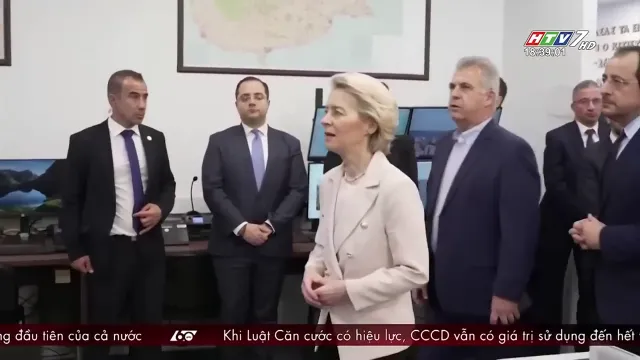 HTV7 HD
18:39:01
ng đầu tiên của cả nước 60 Khi Luật Căn cước có hiệu lực, CCCD vẫn có giá trị sử dụng đến hết